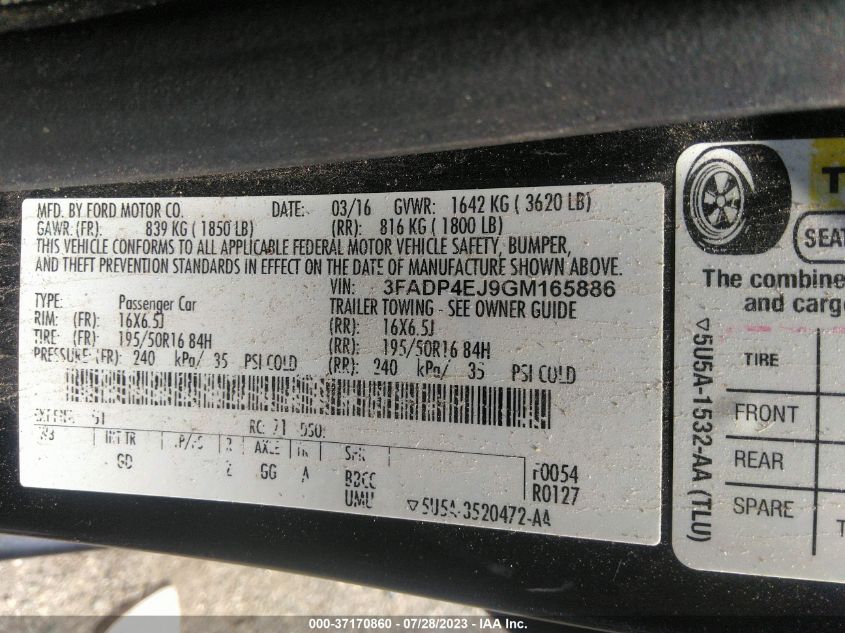 MFD. BY FORD MOTOR CO. DATE: 03/16 GVWR: 1642 KG ( 3620 LB)
GAWR: (FR): 839 KG ( 1850 LB) (RR): 816 KG ( 1800 LB)
THIS VEHICLE CONFORMS TO ALL APPLICABLE FEDERAL MOTOR VEHICLE SAFETY, BUMPER,
AND THEFT PREVENTION STANDARDS IN EFFECT ON THE DATE OF MANUFACTURE SHOWN ABOVE.
VIN: 3FADP4EJ9GM165886
TYPE: Passenger Car TRAILER TOWING - SEE OWNER GUIDE
RIM: (FR): 16X6.5J (RR): 16X6.5J
TIRE: (FR): 195/50R16 84H (RR): 195/50R16 84H
PRESSURE: (FR): 240 kPa/ 35 PSI COLD (RR): 240 kPa/ 35 PSI COLD
RC: 71
INT TR AXLE
GD 2 GG A
UMU
F0054
R0127
▽5U5A-3520472-AA
T
SEAT
The combine
and carg
TIRE
FRONT
REAR
SPARE
T
▽5U5A-1532-AA (TLU)
000-37170860 - 07/28/2023 - IAA Inc.